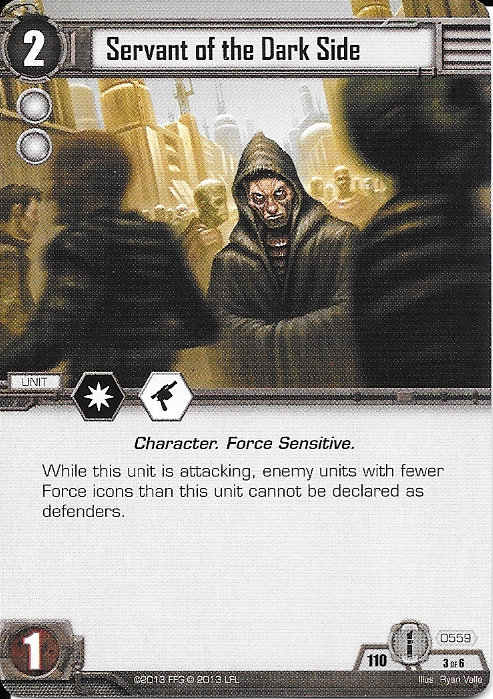 2
Servant of the Dark Side
UNIT
Character. Force Sensitive.
While this unit is attacking, enemy units with fewer
Force icons than this unit cannot be declared as
defenders.
1
0559
110
3 OF 6
©2013 FFG © 2013 LFL
Illus. Ryan Valle